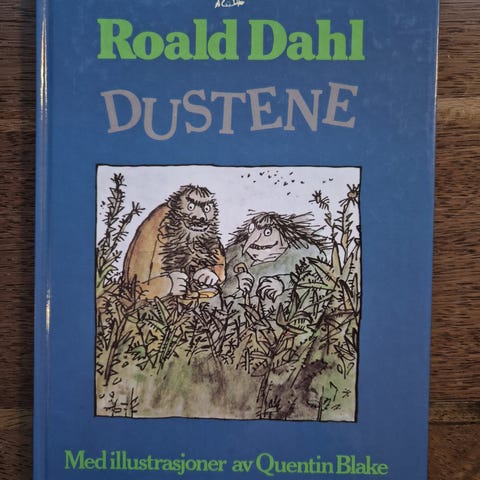 Roald Dahl
DUSTENE
Med illustrasjoner av Quentin Blake